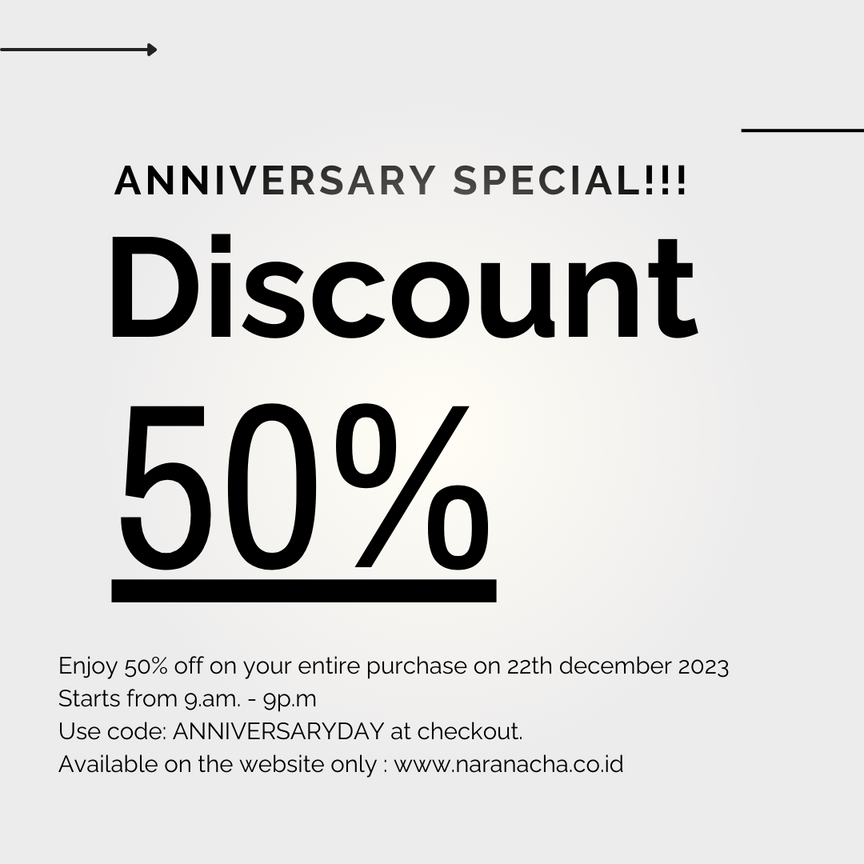 ANNIVERSARY SPECIAL!!!
Discount
50%
Enjoy 50% off on your entire purchase on 22th december 2023
Starts from 9.am. - 9p.m
Use code: ANNIVERSARYDAY at checkout.
Available on the website only : www.naranacha.co.id